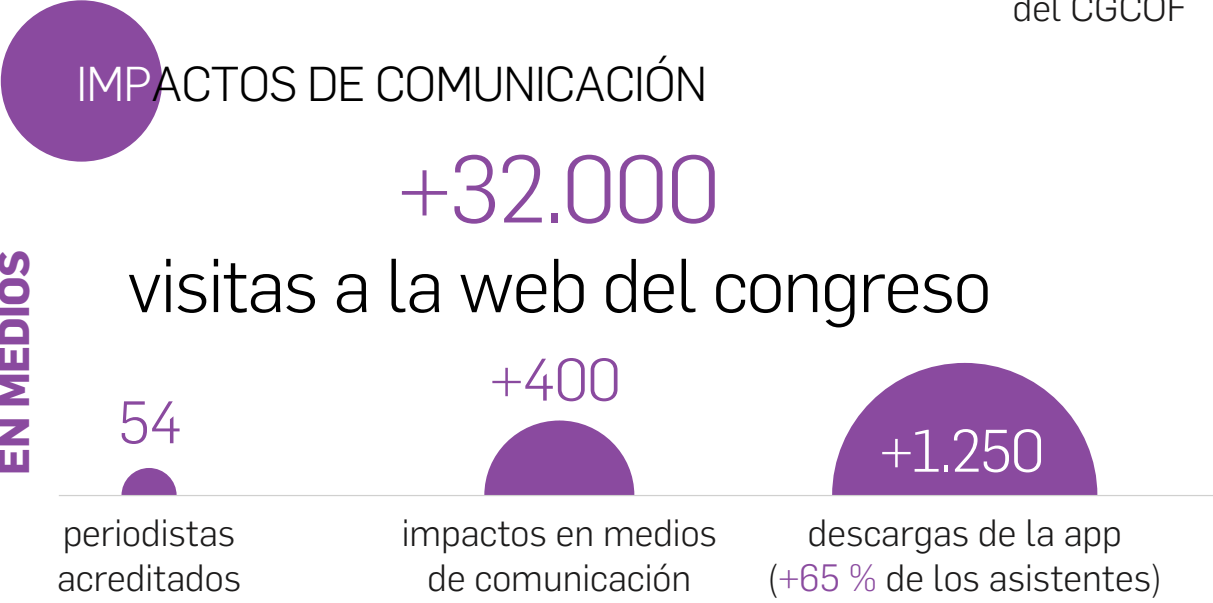 del CGCOF
IMPACTOS DE COMUNICACIÓN
+32.000
visitas a la web del congreso
EN MEDIOS
54
periodistas
acreditados
+400
impactos en medios
de comunicación
+1.250
descargas de la app
(+65 % de los asistentes)